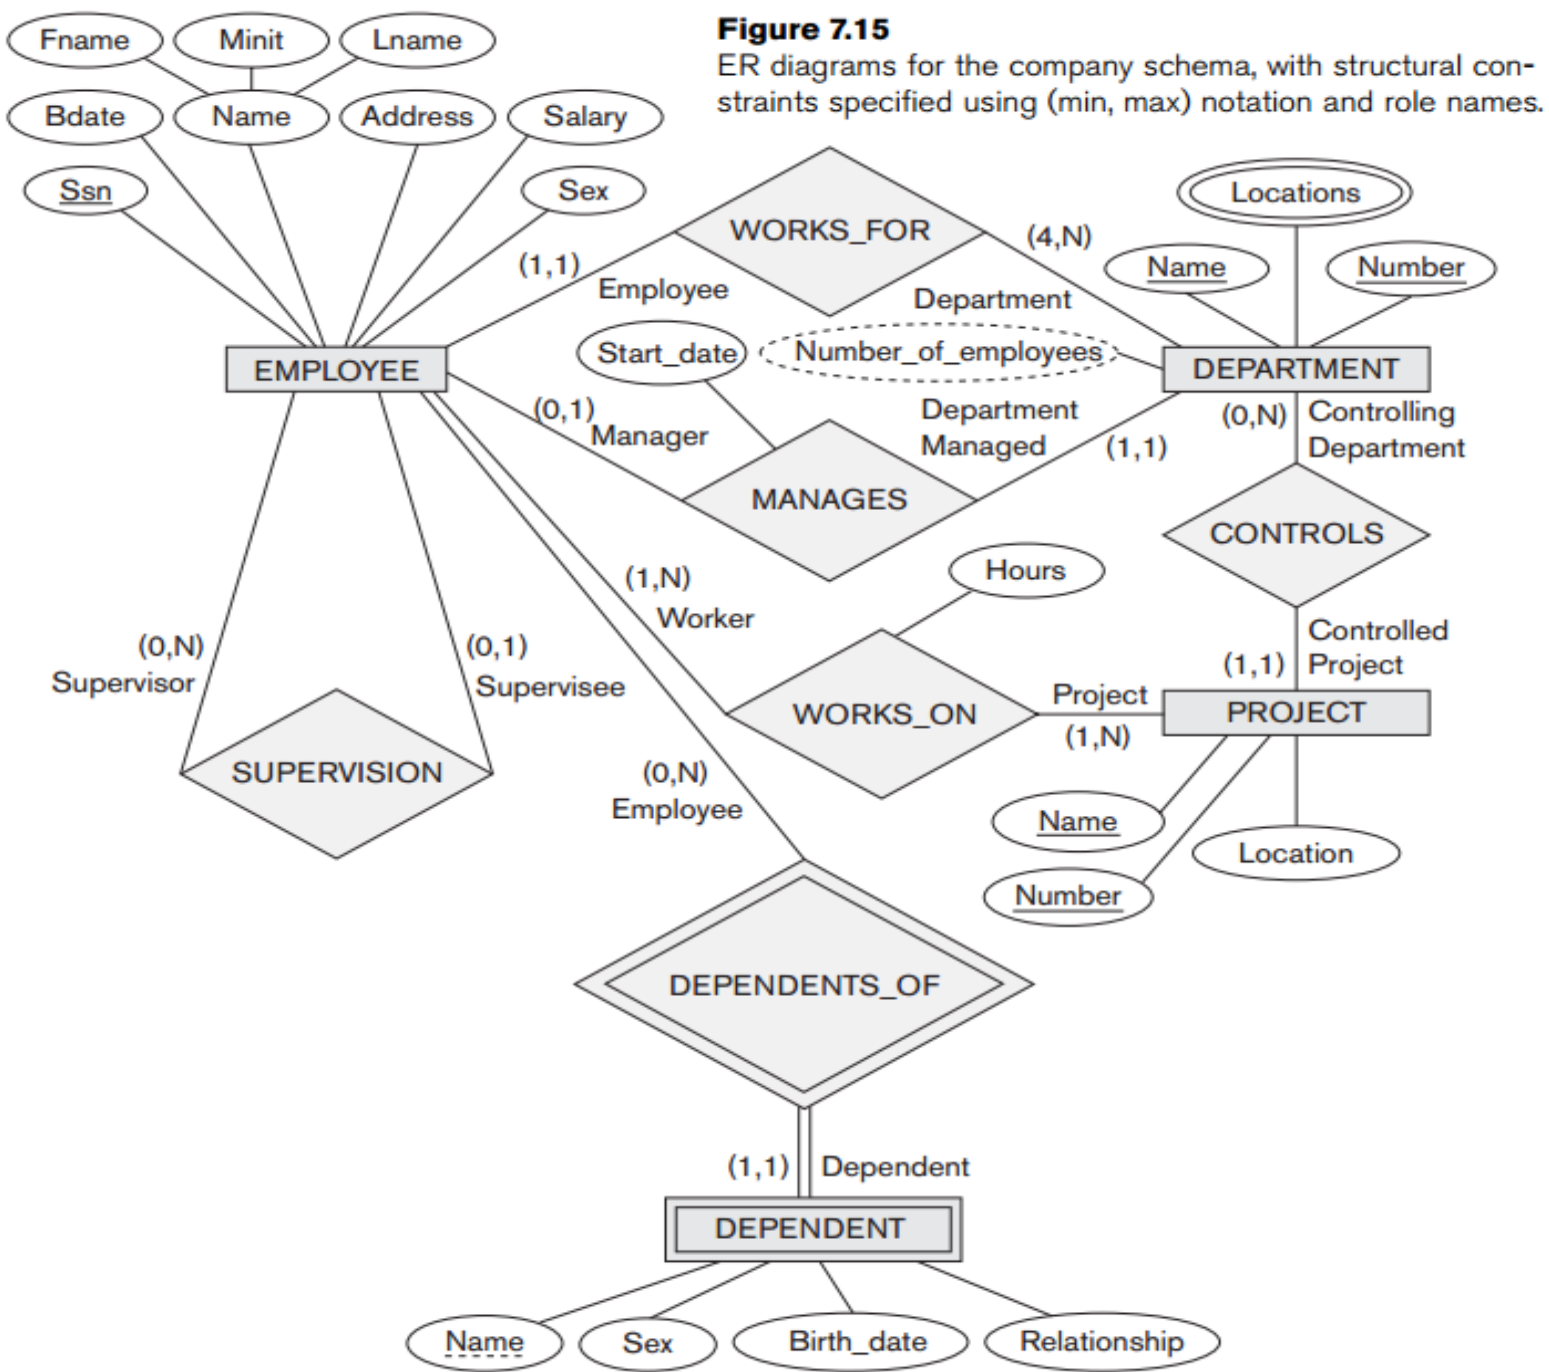 Figure 7.15
ER diagrams for the company schema, with structural con-
straints specified using (min, max) notation and role names.
Fname
Minit
Lname
Bdate
Name
Address
Salary
Ssn
Sex
WORKS_FOR
Locations
(1,1)
Employee
(4,N)
Department
Name
Number
Start_date
Number_of_employees
EMPLOYEE
DEPARTMENT
(0,1)
Manager
Department
Managed
(1,1)
(0,N)
Controlling
Department
MANAGES
CONTROLS
Hours
(1,N)
Worker
(0,N)
Supervisor
(0,1)
Supervisee
Controlled
Project
(1,1)
WORKS_ON
Project
(1,N)
PROJECT
SUPERVISION
(0,N)
Employee
Name
Location
Number
DEPENDENTS_OF
(1,1)
Dependent
DEPENDENT
Name
Sex
Birth_date
Relationship